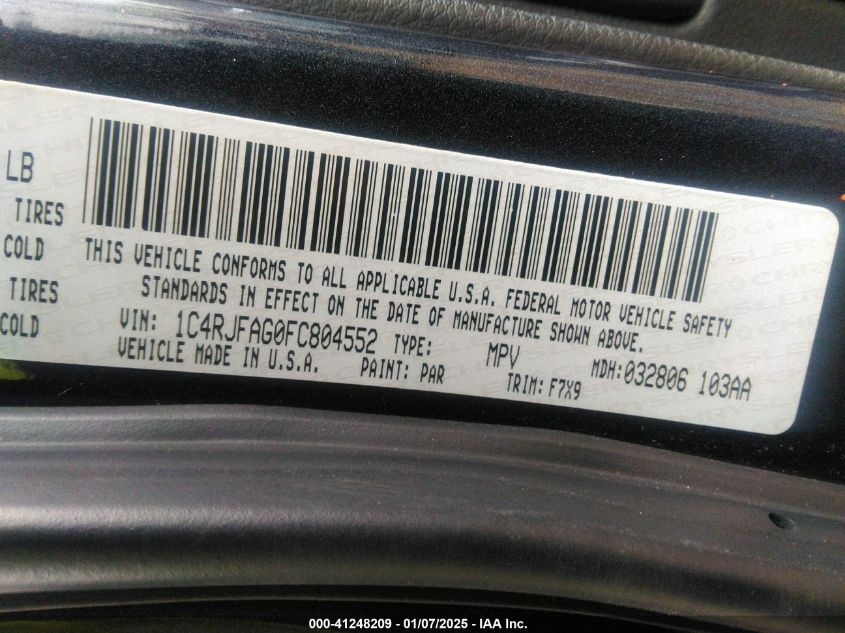 LB
TIRES
COLD
TIRES
COLD
THIS VEHICLE CONFORMS TO ALL APPLICABLE U.S.A. FEDERAL MOTOR VEHICLE SAFETY
STANDARDS IN EFFECT ON THE DATE OF MANUFACTURE SHOWN ABOVE.
VIN: 1C4RJFAG0FC804552 TYPE: MPV MDH:032806 103AA
VEHICLE MADE IN U.S.A. PAINT: PAR TRIM: F7X9
000-41248209 - 01/07/2025 - IAA Inc.